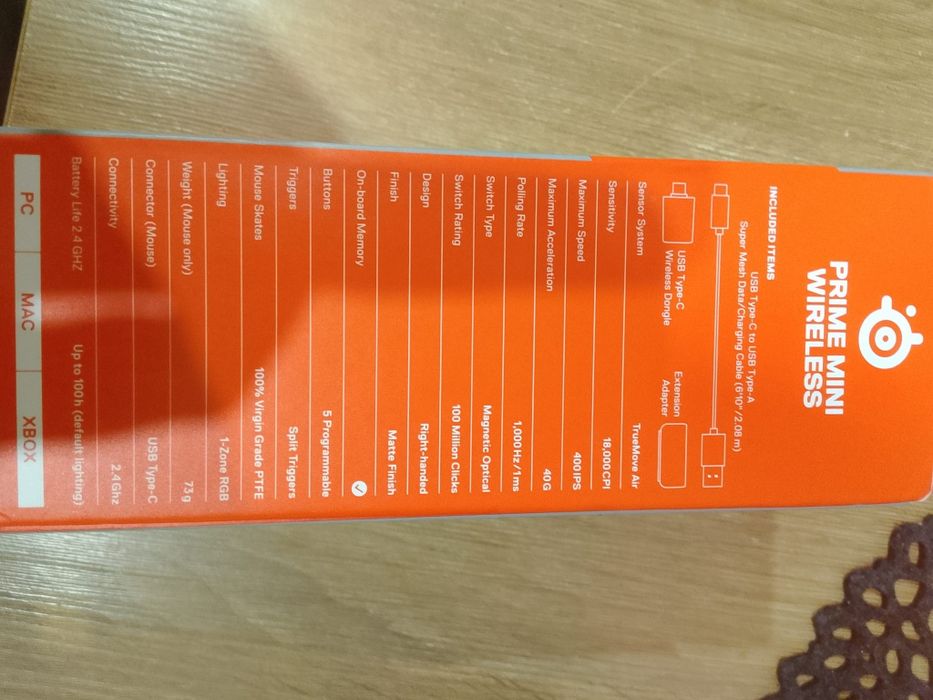 PRIME MINI
WIRELESS
INCLUDED ITEMS
USB Type-C to USB Type-A
Super Mesh Data/Charging Cable (6'10"/2.08 m)
USB Type-C
Wireless Dongle
Extension
Adapter
Sensor System TrueMove Air
Sensitivity 18,000 CPI
Maximum Speed 400 IPS
Maximum Acceleration 40G
Polling Rate 1,000 Hz / 1 ms
Switch Type Magnetic Optical
Switch Rating 100 Million Clicks
Design Right-handed
Finish Matte Finish
On-board Memory
Buttons 5 Programmable
Triggers Split Triggers
Mouse Skates 100% Virgin Grade PTFE
Lighting 1-Zone RGB
Weight (Mouse only) 73 g
Connector (Mouse) USB Type-C
Connectivity 2.4 Ghz
Battery Life 2.4 GHZ Up to 100 h (default lighting)
PC MAC XBOX